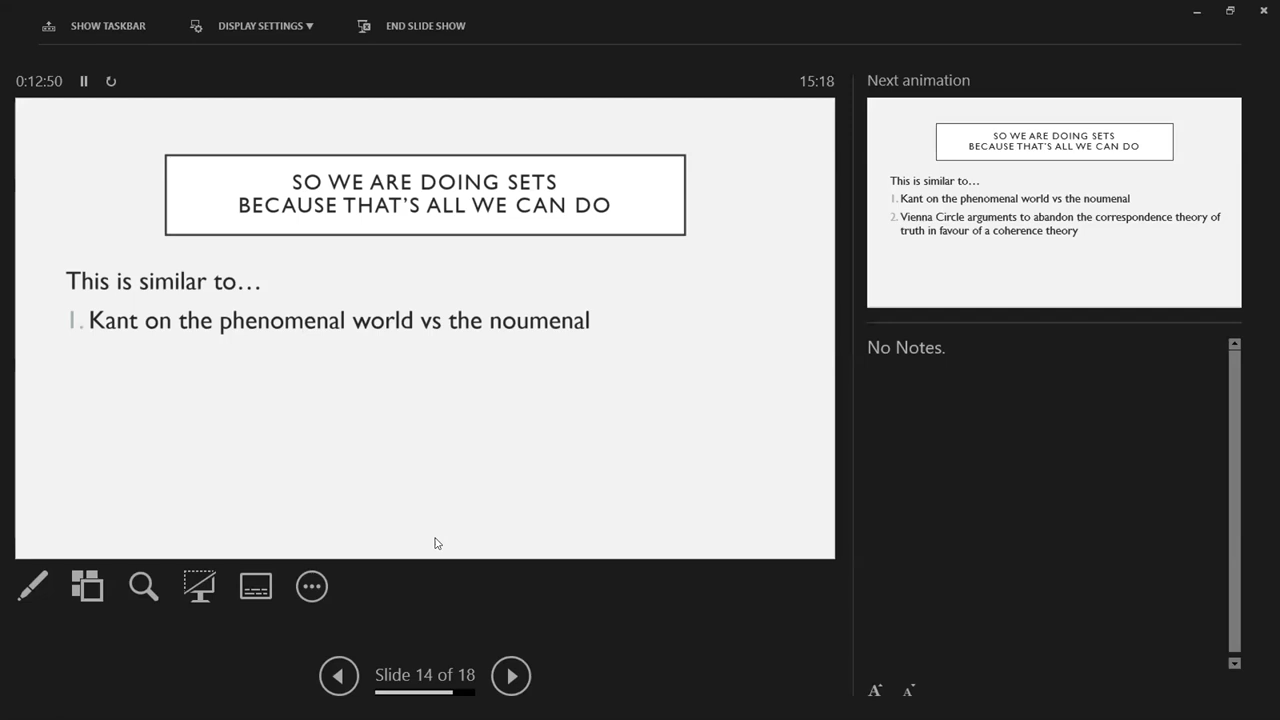 SHOW TASKBAR
DISPLAY SETTINGS ▼
END SLIDE SHOW
0:12:50
15:18
SO WE ARE DOING SETS
BECAUSE THAT'S ALL WE CAN DO
This is similar to…
1. Kant on the phenomenal world vs the noumenal
Next animation
SO WE ARE DOING SETS
BECAUSE THAT'S ALL WE CAN DO
This is similar to…
1. Kant on the phenomenal world vs the noumenal
2. Vienna Circle arguments to abandon the correspondence theory of
truth in favour of a coherence theory
No Notes.
Slide 14 of 18
A A